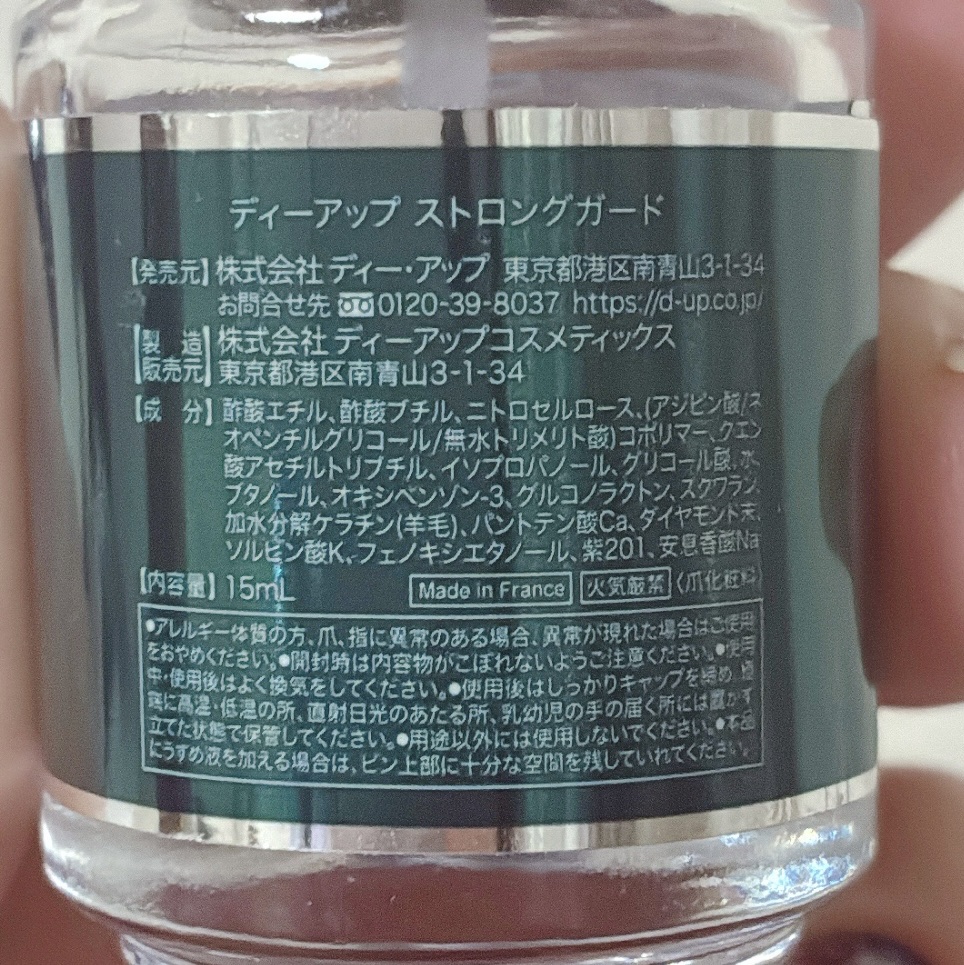 ディーアップ ストロングガード
【発売元】株式会社 ディー・アップ 東京都港区南青山3-1-34
お問合せ先 0120-39-8037 https://d-up.co.jp/
【製造販売元】株式会社 ディーアップコスメティックス
東京都港区南青山3-1-34
【成分】酢酸エチル、酢酸ブチル、ニトロセルロース、(アジピン酸/ネ
オペンチルグリコール/無水トリメリト酸)コポリマー、クエン
酸アセチルトリブチル、イソプロパノール、グリコール酸、水、
ブタノール、オキシベンゾン-3、グルコノラクトン、スクワラン、
加水分解ケラチン(羊毛)、パントテン酸Ca、ダイヤモンド末、
ソルビン酸K、フェノキシエタノール、紫201、安息香酸Na
【内容量】15mL Made in France 火気厳禁 〈爪化粧料〉
●アレルギー体質の方、爪、指に異常のある場合、異常が現れた場合はご使用
をおやめください。●開封時は内容物がこぼれないようご注意ください。●使用
中・使用後はよく換気をしてください。●使用後はしっかりキャップを締め、極
端に高温・低温の所、直射日光のあたる所、乳幼児の手の届く所には置かず
立てた状態で保管してください。●用途以外には使用しないでください。●本品
にうすめ液を加える場合は、ビン上部に十分な空間を残していれてください。